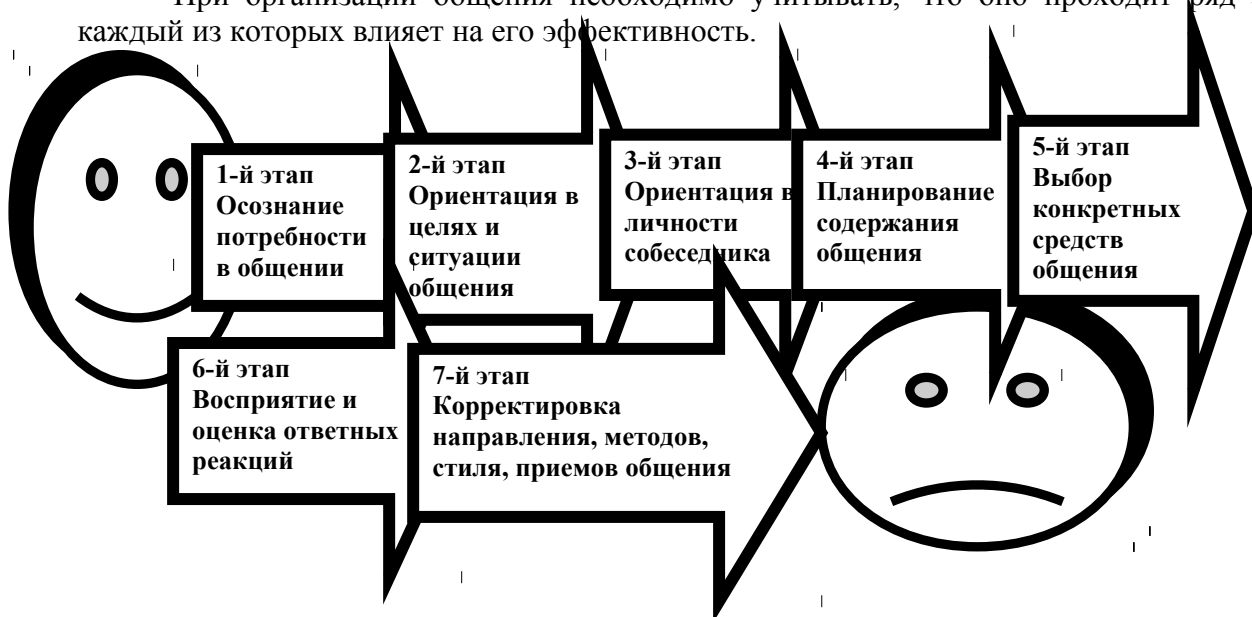 При организации общения необходимо учитывать, что оно проходит ряд
каждый из которых влияет на его эффективность.
1-й этап
Осознание
потребности
в общении
2-й этап
Ориентация в
целях и
ситуации
общения
3-й этап
Ориентация в
личности
собеседника
4-й этап
Планирование
содержания
общения
5-й этап
Выбор
конкретных
средств
общения
6-й этап
Восприятие и
оценка ответных
реакций
7-й этап
Корректировка
направления, методов,
стиля, приемов общения